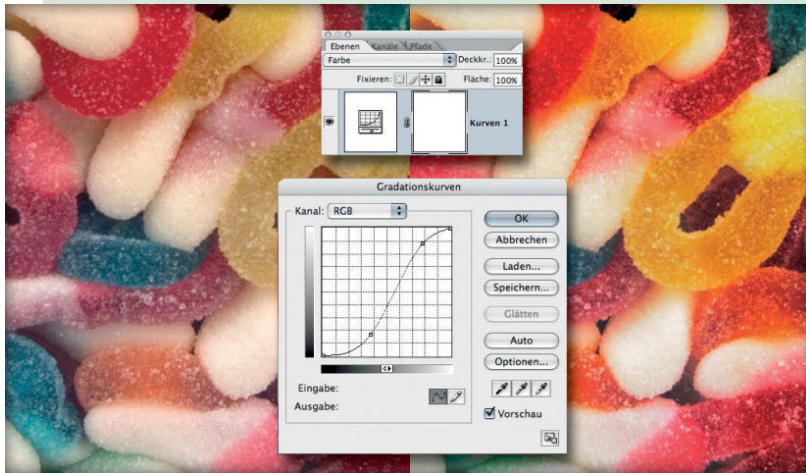 Ebenen Kanäle Pfade
Farbe Deckkr.: 100%
Fixieren: Fläche: 100%
Kurven 1
Gradationskurven
Kanal: RGB
OK
Abbrechen
Laden...
Speichern...
Glätten
Auto
Optionen...
Eingabe:
Ausgabe:
Vorschau